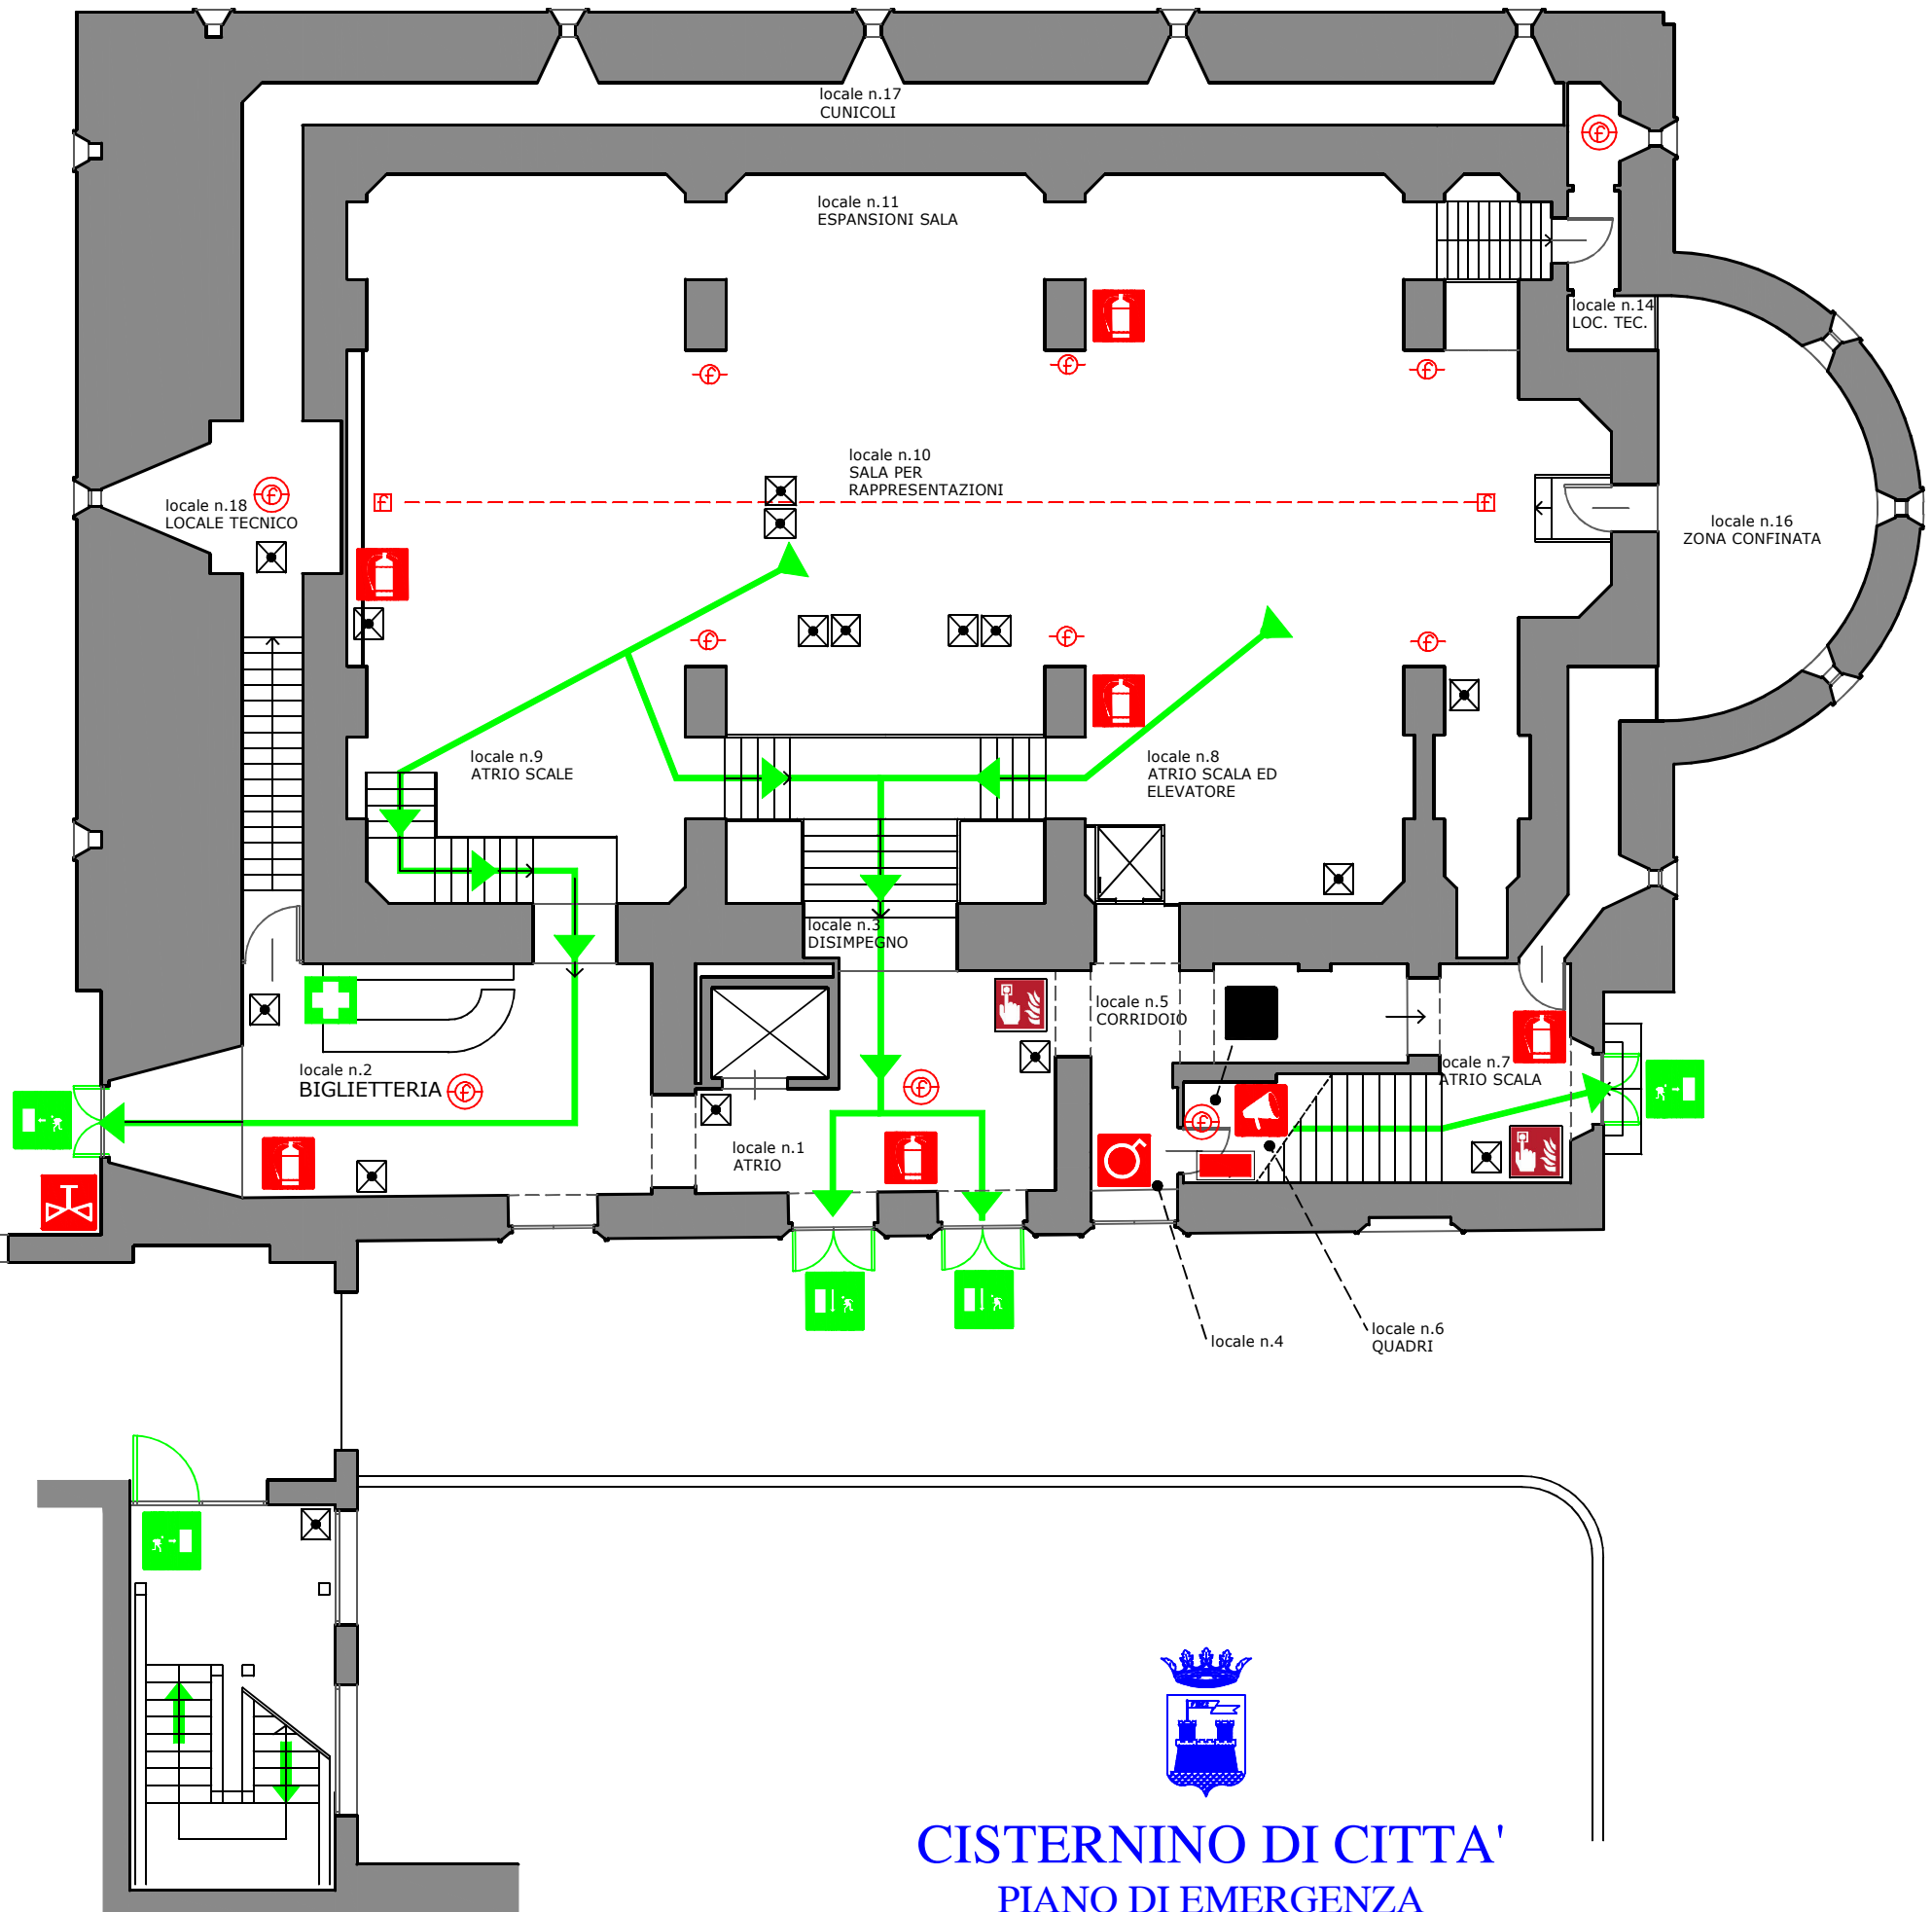 locale n.17
CUNICOLI
locale n.11
ESPANSIONI SALA
locale n.14
LOC. TEC.
locale n.10
SALA PER
RAPPRESENTAZIONI
locale n.18
LOCALE TECNICO
locale n.16
ZONA CONFINATA
locale n.9
ATRIO SCALE
locale n.8
ATRIO SCALA ED
ELEVATORE
locale n.3
DISIMPEGNO
locale n.5
CORRIDOIO
locale n.2
BIGLIETTERIA
locale n.7
ATRIO SCALA
locale n.1
ATRIO
locale n.4
locale n.6
QUADRI
f
f
f
f
f
f
f
f
f
f
f
f
f
CISTERNINO DI CITTA'
PIANO DI EMERGENZA